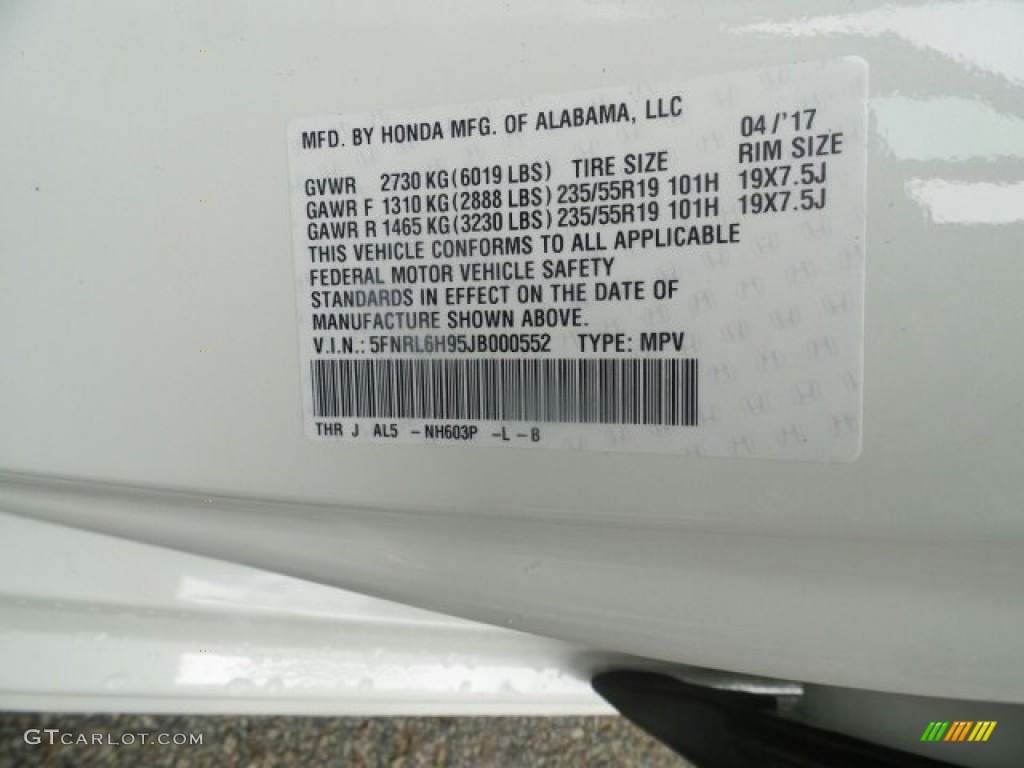 MFD. BY HONDA MFG. OF ALABAMA, LLC
04/'17
GVWR 2730 KG(6019 LBS) TIRE SIZE RIM SIZE
GAWR F 1310 KG(2888 LBS) 235/55R19 101H 19X7.5J
GAWR R 1465 KG(3230 LBS) 235/55R19 101H 19X7.5J
THIS VEHICLE CONFORMS TO ALL APPLICABLE
FEDERAL MOTOR VEHICLE SAFETY
STANDARDS IN EFFECT ON THE DATE OF
MANUFACTURE SHOWN ABOVE.
V.I.N.: 5FNRL6H95JB000552 TYPE: MPV
THR J AL5 -NH603P -L -B
GTCARLOT.COM